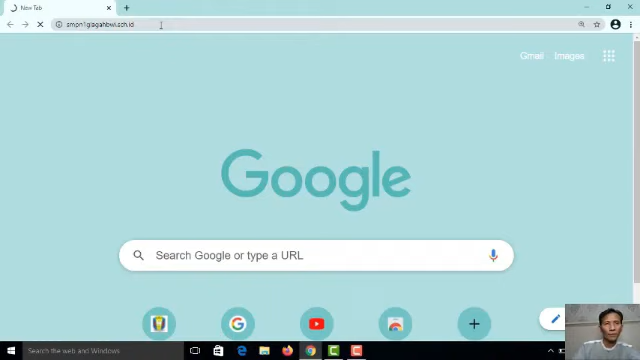 New Tab
smpn1glagahbwi.sch.id
Gmail Images
Google
Search Google or type a URL
Search the web and Windows